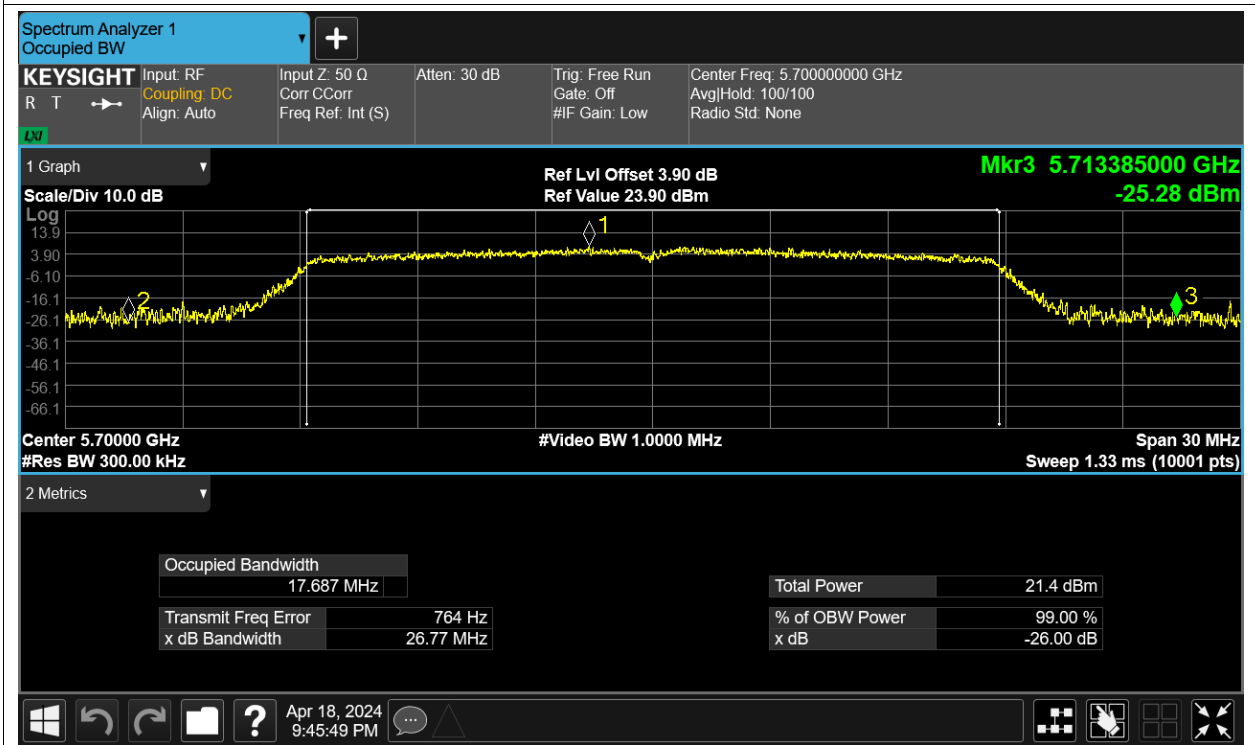 Spectrum Analyzer 1
Occupied BW
KEYSIGHT
R T
LXI
Input: RF
Coupling: DC
Align: Auto
Input Z: 50 Ω
Corr CCorr
Freq Ref: Int (S)
Atten: 30 dB
Trig: Free Run
Gate: Off
#IF Gain: Low
Center Freq: 5.700000000 GHz
Avg|Hold: 100/100
Radio Std: None
1 Graph
Scale/Div 10.0 dB
Ref Lvl Offset 3.90 dB
Ref Value 23.90 dBm
Mkr3 5.713385000 GHz
-25.28 dBm
Log
13.9
3.90
-6.10
-16.1
-26.1
-36.1
-46.1
-56.1
-66.1
1
2
3
Center 5.70000 GHz
#Res BW 300.00 kHz
#Video BW 1.0000 MHz
Span 30 MHz
Sweep 1.33 ms (10001 pts)
2 Metrics
Occupied Bandwidth
17.687 MHz
Transmit Freq Error 764 Hz
x dB Bandwidth 26.77 MHz
Total Power 21.4 dBm
% of OBW Power 99.00 %
x dB -26.00 dB
?
Apr 18, 2024
9:45:49 PM